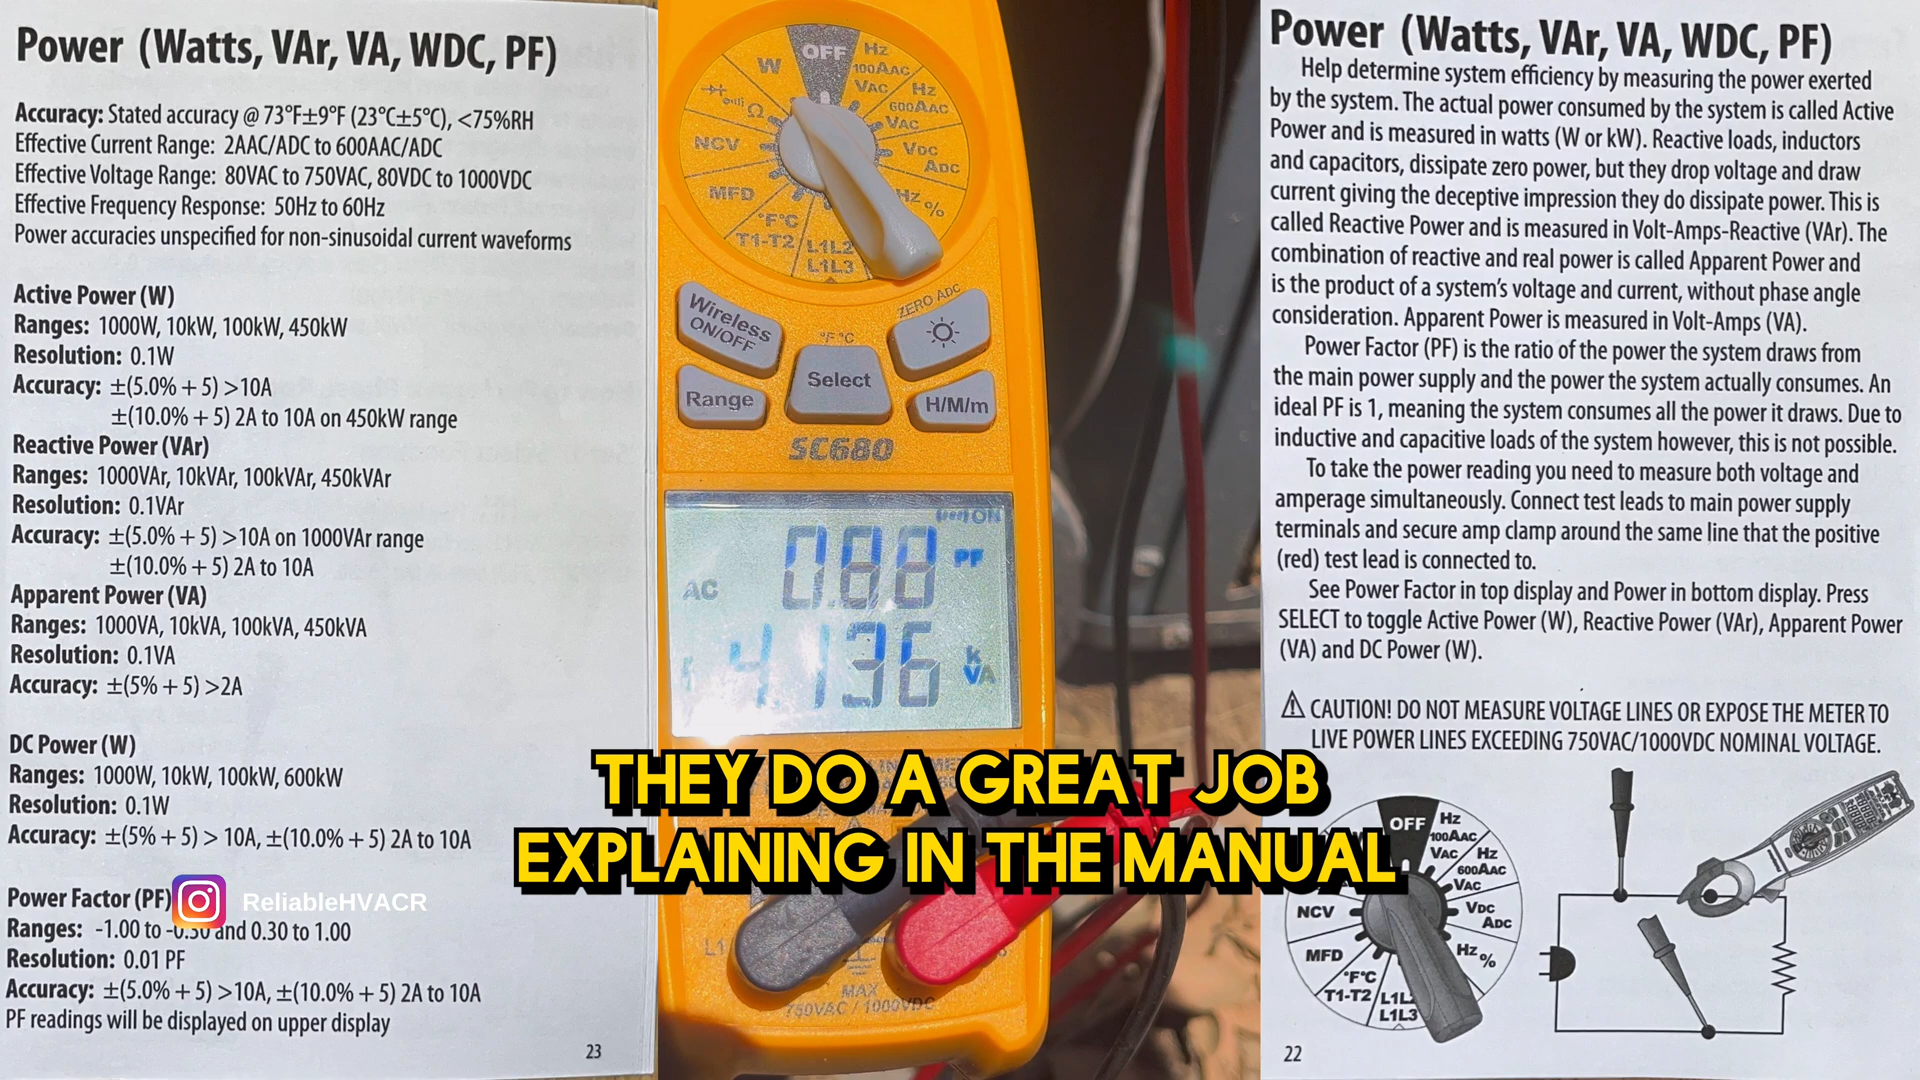 Power (Watts, VAr, VA, WDC, PF)
Accuracy: Stated accuracy @ 73°F±9°F (23°C±5°C), <75%RH
Effective Current Range: 2AAC/ADC to 600AAC/ADC
Effective Voltage Range: 80VAC to 750VAC, 80VDC to 1000VDC
Effective Frequency Response: 50Hz to 60Hz
Power accuracies unspecified for non-sinusoidal current waveforms
Active Power (W)
Ranges: 1000W, 10kW, 100kW, 450kW
Resolution: 0.1W
Accuracy: ±(5.0% + 5) >10A
±(10.0% + 5) 2A to 10A on 450kW range
Reactive Power (VAr)
Ranges: 1000VAr, 10kVAr, 100kVAr, 450kVAr
Resolution: 0.1VAr
Accuracy: ±(5.0% + 5) >10A on 1000VAr range
±(10.0% + 5) 2A to 10A
Apparent Power (VA)
Ranges: 1000VA, 10kVA, 100kVA, 450kVA
Resolution: 0.1VA
Accuracy: ±(5% + 5) >2A
DC Power (W)
Ranges: 1000W, 10kW, 100kW, 600kW
Resolution: 0.1W
Accuracy: ±(5% + 5) > 10A, ±(10.0% + 5) 2A to 10A
Power Factor (PF)
ReliableHVACR
Ranges: -1.00 to -0.30 and 0.30 to 1.00
Resolution: 0.01 PF
Accuracy: ±(5.0% + 5) >10A, ±(10.0% + 5) 2A to 10A
PF readings will be displayed on upper display
23
OFF
Hz
100AAC
VAC
Hz
600AAC
VAC
VDC
ADC
Hz %
L1L2
L1L3
°F°C
T1-T2
MFD
NCV
Ω
W
Wireless
ON/OFF
°F °C
Select
ZERO ADC
Range
H/M/m
SC680
ON
AC 0.88 PF
4.136 k
VA
L1
MAX
750VAC / 1000VDC
THEY DO A GREAT JOB
EXPLAINING IN THE MANUAL
Power (Watts, VAr, VA, WDC, PF)
Help determine system efficiency by measuring the power exerted
by the system. The actual power consumed by the system is called Active
Power and is measured in watts (W or kW). Reactive loads, inductors
and capacitors, dissipate zero power, but they drop voltage and draw
current giving the deceptive impression they do dissipate power. This is
called Reactive Power and is measured in Volt-Amps-Reactive (VAr). The
combination of reactive and real power is called Apparent Power and
is the product of a system's voltage and current, without phase angle
consideration. Apparent Power is measured in Volt-Amps (VA).
Power Factor (PF) is the ratio of the power the system draws from
the main power supply and the power the system actually consumes. An
ideal PF is 1, meaning the system consumes all the power it draws. Due to
inductive and capacitive loads of the system however, this is not possible.
To take the power reading you need to measure both voltage and
amperage simultaneously. Connect test leads to main power supply
terminals and secure amp clamp around the same line that the positive
(red) test lead is connected to.
See Power Factor in top display and Power in bottom display. Press
SELECT to toggle Active Power (W), Reactive Power (VAr), Apparent Power
(VA) and DC Power (W).
CAUTION! DO NOT MEASURE VOLTAGE LINES OR EXPOSE THE METER TO
LIVE POWER LINES EXCEEDING 750VAC/1000VDC NOMINAL VOLTAGE.
OFF
Hz
100AAC
VAC
Hz
600AAC
VAC
VDC
ADC
Hz %
L1L2
L1L3
°F°C
T1-T2
MFD
NCV
22